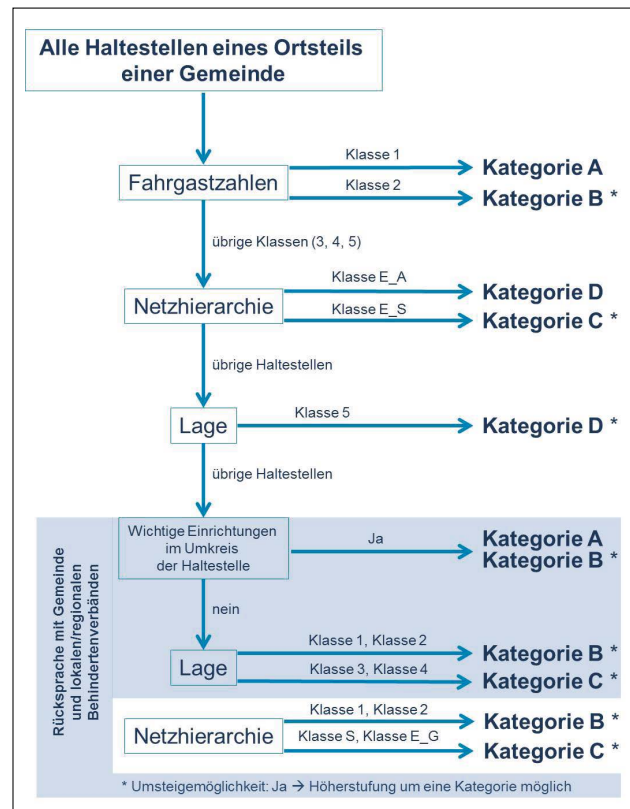 Alle Haltestellen eines Ortsteils
einer Gemeinde
Klasse 1
Kategorie A
Fahrgastzahlen
Klasse 2
Kategorie B *
übrige Klassen (3, 4, 5)
Klasse E_A
Kategorie D
Netzhierarchie
Klasse E_S
Kategorie C *
übrige Haltestellen
Lage
Klasse 5
Kategorie D *
übrige Haltestellen
Rücksprache mit Gemeinde
und lokalen/regionalen
Behindertenverbänden
Wichtige Einrichtungen
im Umkreis
der Haltestelle
Ja
Kategorie A
Kategorie B *
nein
Klasse 1, Klasse 2
Kategorie B *
Lage
Klasse 3, Klasse 4
Kategorie C *
Klasse 1, Klasse 2
Kategorie B *
Netzhierarchie
Klasse S, Klasse E_G
Kategorie C *
* Umsteigemöglichkeit: Ja → Höherstufung um eine Kategorie möglich